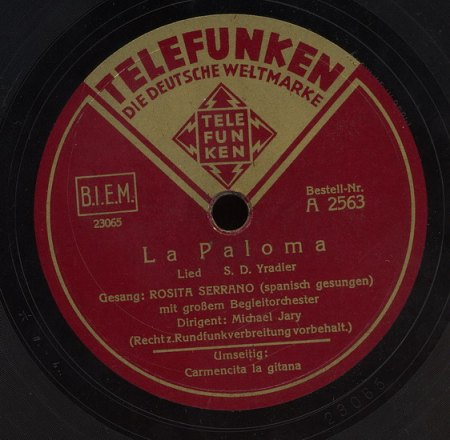 TELEFUNKEN
DIE DEUTSCHE WELTMARKE
TELE
FUN
KEN
B.I.E.M.
23065
Bestell-Nr.
A 2563
La Paloma
Lied S. D. Yradier
Gesang: ROSITA SERRANO (spanisch gesungen)
mit großem Begleitorchester
Dirigent: Michael Jary
(Recht z. Rundfunkverbreitung vorbehalt.)
Umseitig:
Carmencita la gitana
23065